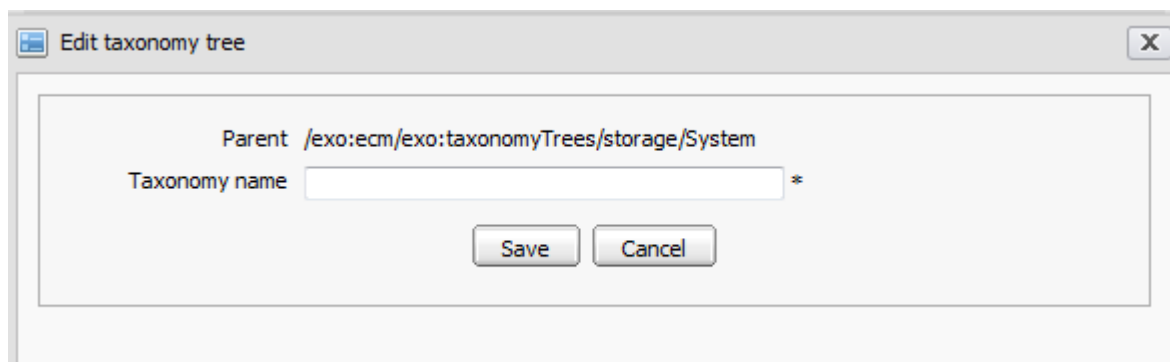 Edit taxonomy tree
X
Parent /exo:ecm/exo:taxonomyTrees/storage/System
Taxonomy name *
Save Cancel